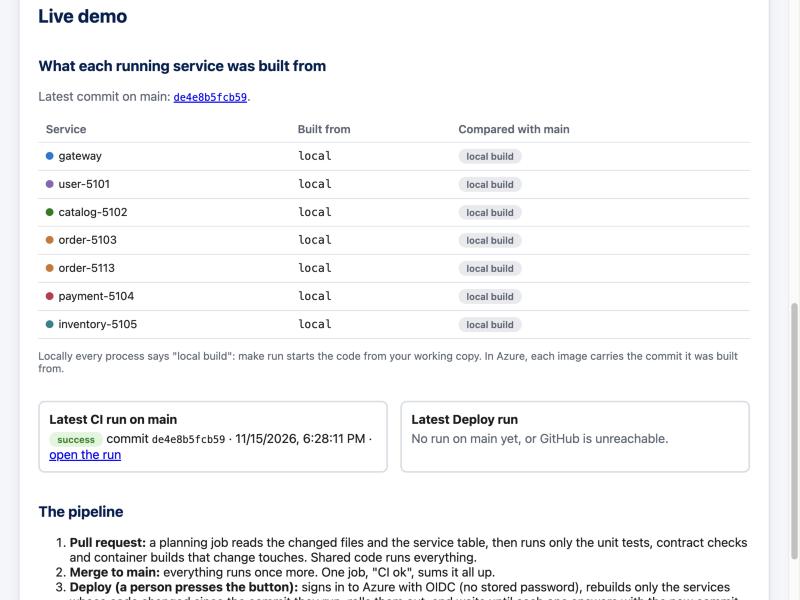 Live demo
What each running service was built from
Latest commit on main: de4e8b5fcb59.
Service Built from Compared with main
gateway local local build
user-5101 local local build
catalog-5102 local local build
order-5103 local local build
order-5113 local local build
payment-5104 local local build
inventory-5105 local local build
Locally every process says "local build": make run starts the code from your working copy. In Azure, each image carries the commit it was built
from.
Latest CI run on main
success commit de4e8b5fcb59 · 11/15/2026, 6:28:11 PM ·
open the run
Latest Deploy run
No run on main yet, or GitHub is unreachable.
The pipeline
1. Pull request: a planning job reads the changed files and the service table, then runs only the unit tests, contract checks
and container builds that change touches. Shared code runs everything.
2. Merge to main: everything runs once more. One job, "CI ok", sums it all up.
3. Deploy (a person presses the button): signs in to Azure with OIDC (no stored password), rebuilds only the services